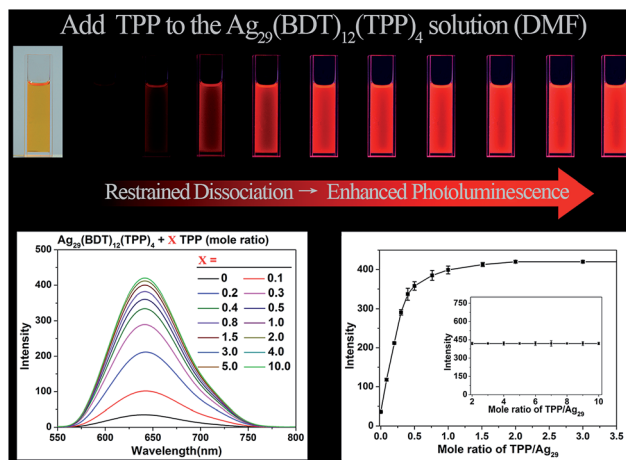 Add TPP to the Ag29(BDT)12(TPP)4 solution (DMF)
Restrained Dissociation → Enhanced Photoluminescence
Ag29(BDT)12(TPP)4 + X TPP (mole ratio)
X =
0 0.1
0.2 0.3
0.4 0.5
0.8 1.0
1.5 2.0
3.0 4.0
5.0 10.0
500
400
300
200
100
0
Intensity
550 600 650 700 750 800
Wavelength(nm)
400
300
200
100
0
Intensity
0.0 0.5 1.0 1.5 2.0 2.5 3.0 3.5
Mole ratio of TPP/Ag29
750
600
450
300
150
0
Intensity
2 4 6 8 10
Mole ratio of TPP/Ag29